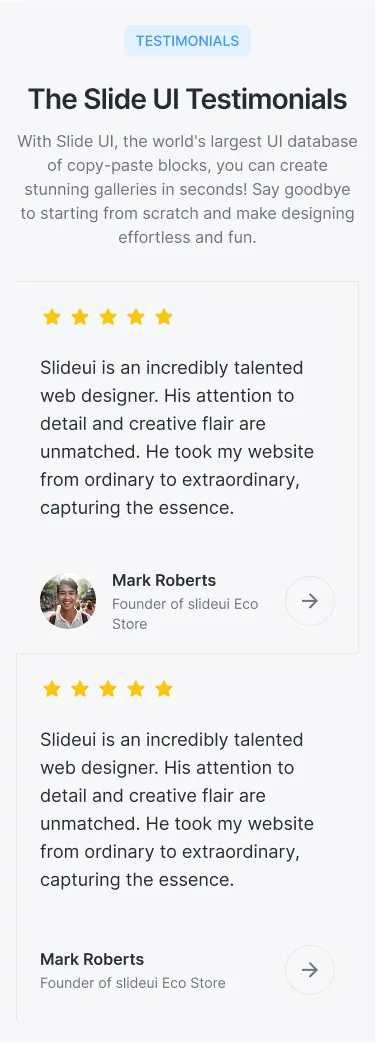 TESTIMONIALS
The Slide UI Testimonials
With Slide UI, the world's largest UI database
of copy-paste blocks, you can create
stunning galleries in seconds! Say goodbye
to starting from scratch and make designing
effortless and fun.
Slideui is an incredibly talented
web designer. His attention to
detail and creative flair are
unmatched. He took my website
from ordinary to extraordinary,
capturing the essence.
Mark Roberts
Founder of slideui Eco
Store
Slideui is an incredibly talented
web designer. His attention to
detail and creative flair are
unmatched. He took my website
from ordinary to extraordinary,
capturing the essence.
Mark Roberts
Founder of slideui Eco Store